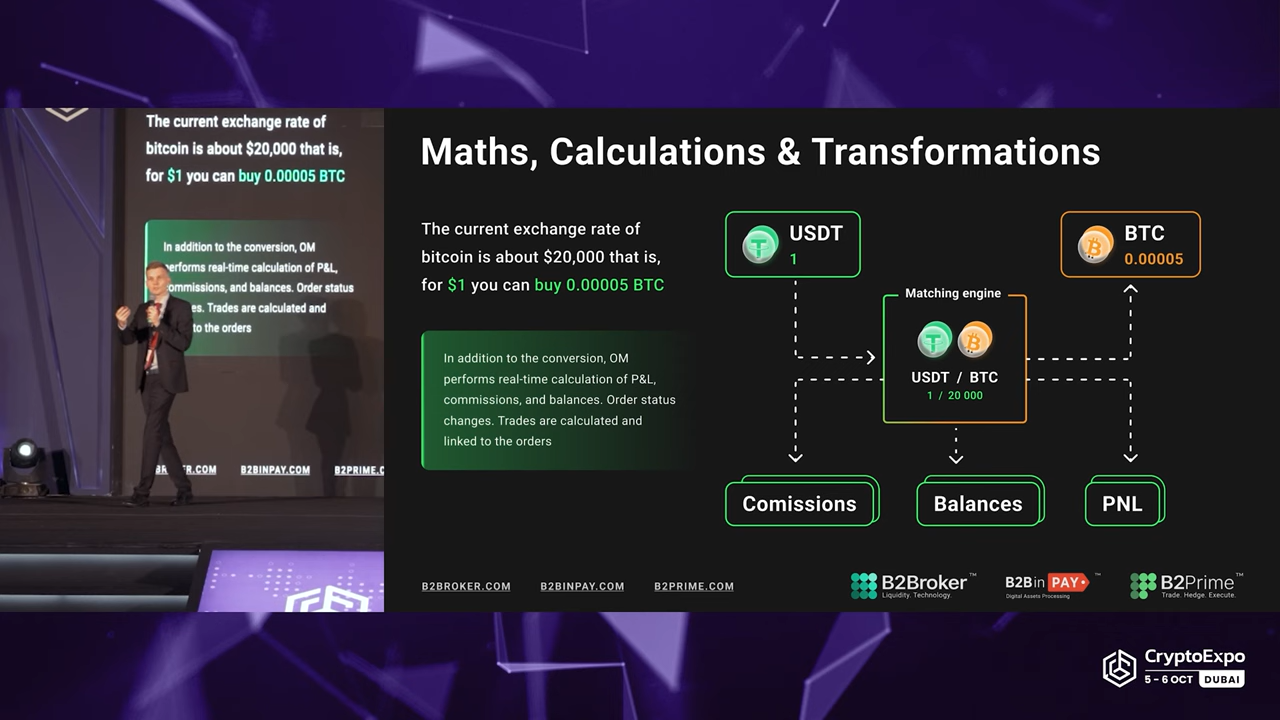 The current exchange rate of
bitcoin is about $20,000 that is,
for $1 you can buy 0.00005 BTC
In addition to the conversion, OM
performs real-time calculation of P&L,
commissions, and balances. Order status
es. Trades are calculated and
to the orders
KER.COM B2BINPAY.COM B2PRIME.C
Maths, Calculations & Transformations
The current exchange rate of
bitcoin is about $20,000 that is,
for $1 you can buy 0.00005 BTC
In addition to the conversion, OM
performs real-time calculation of P&L,
commissions, and balances. Order status
changes. Trades are calculated and
linked to the orders
USDT
1
BTC
0.00005
Matching engine
USDT / BTC
1 / 20 000
Comissions
Balances
PNL
B2BROKER.COM B2BINPAY.COM B2PRIME.COM
B2Broker™
Liquidity. Technology.
B2BinPAY™
Digital Assets Processing
B2Prime™
Trade. Hedge. Execute.
CryptoExpo
5 - 6 OCT DUBAI